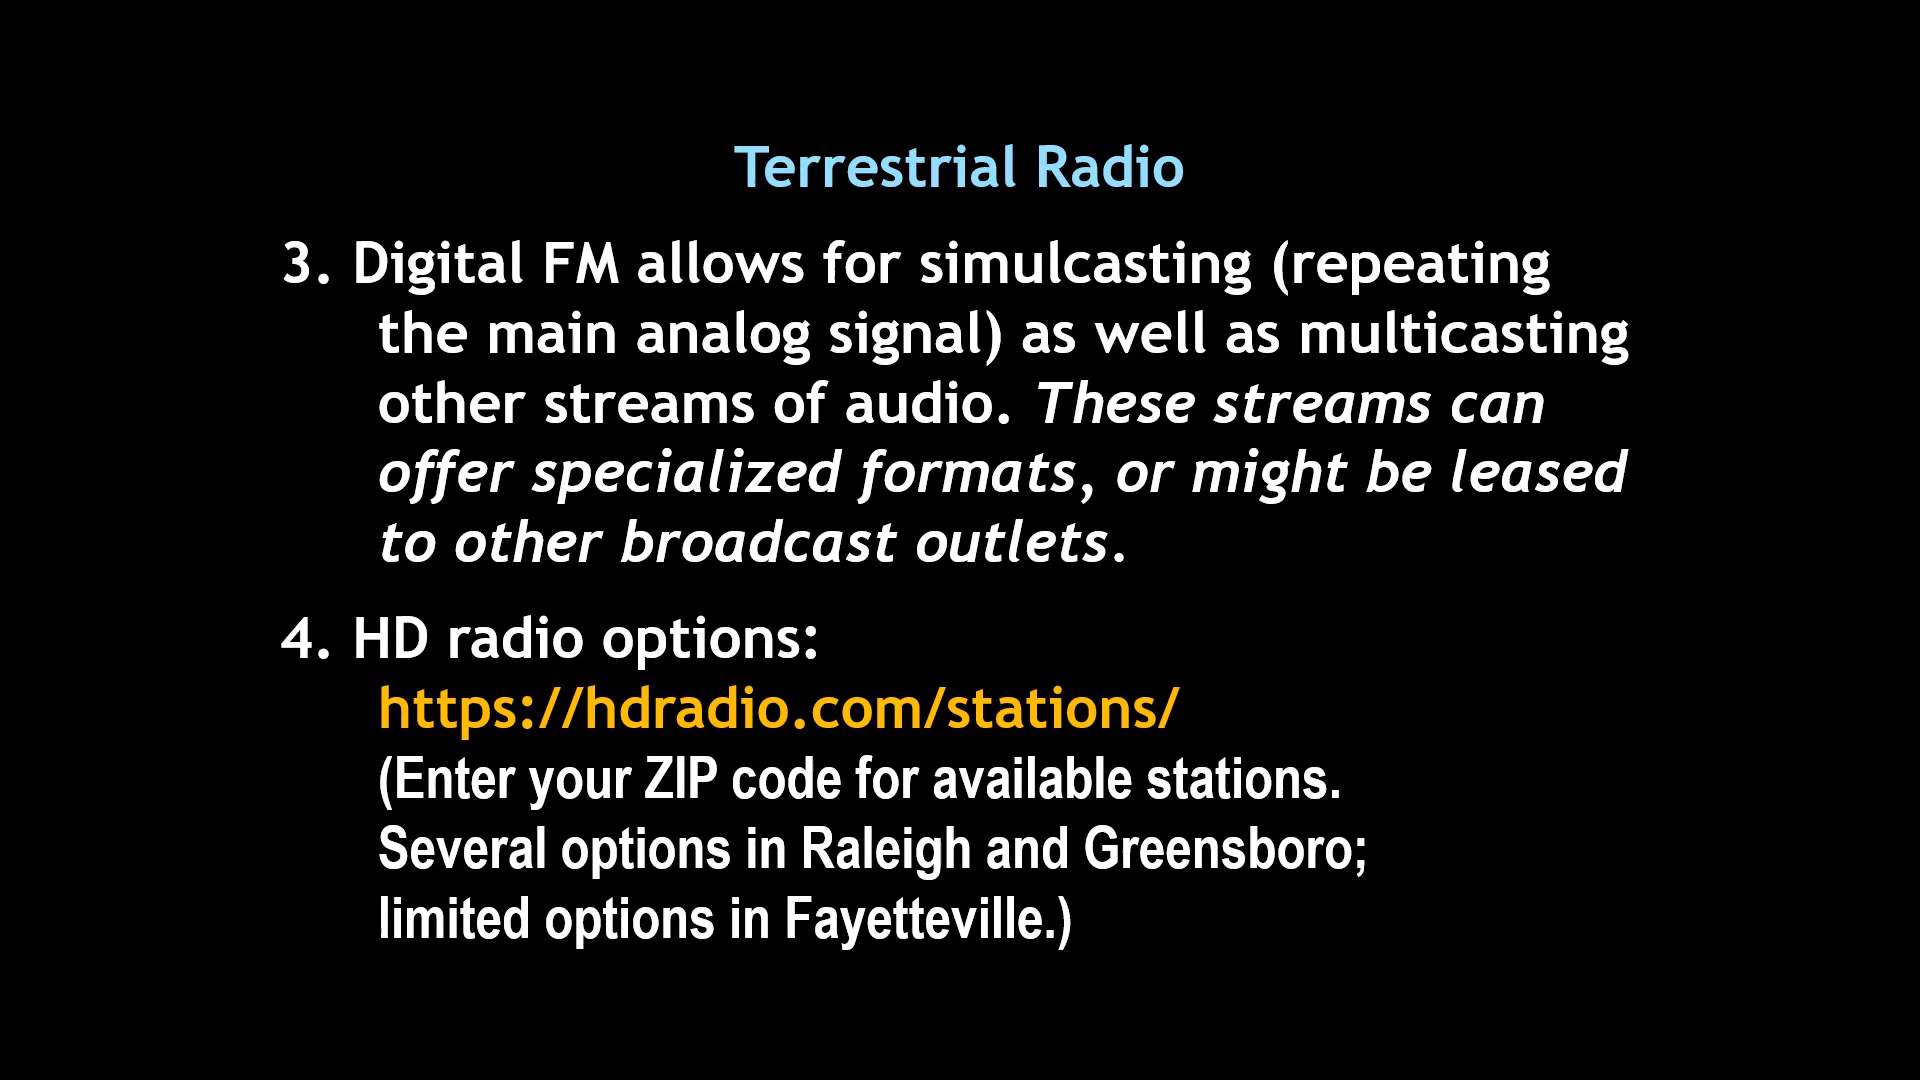 Terrestrial Radio
3. Digital FM allows for simulcasting (repeating
the main analog signal) as well as multicasting
other streams of audio. These streams can
offer specialized formats, or might be leased
to other broadcast outlets.
4. HD radio options:
https://hdradio.com/stations/
(Enter your ZIP code for available stations.
Several options in Raleigh and Greensboro;
limited options in Fayetteville.)